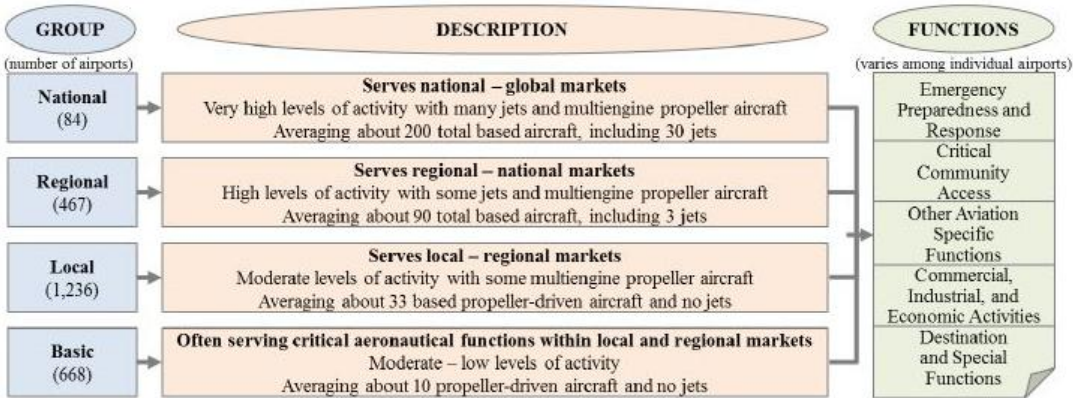 GROUP
(number of airports)
DESCRIPTION
FUNCTIONS
(varies among individual airports)
National
(84)
Serves national – global markets
Very high levels of activity with many jets and multiengine propeller aircraft
Averaging about 200 total based aircraft, including 30 jets
Regional
(467)
Serves regional – national markets
High levels of activity with some jets and multiengine propeller aircraft
Averaging about 90 total based aircraft, including 3 jets
Local
(1,236)
Serves local – regional markets
Moderate levels of activity with some multiengine propeller aircraft
Averaging about 33 based propeller-driven aircraft and no jets
Basic
(668)
Often serving critical aeronautical functions within local and regional markets
Moderate – low levels of activity
Averaging about 10 propeller-driven aircraft and no jets
Emergency
Preparedness and
Response
Critical
Community
Access
Other Aviation
Specific
Functions
Commercial,
Industrial, and
Economic Activities
Destination
and Special
Functions